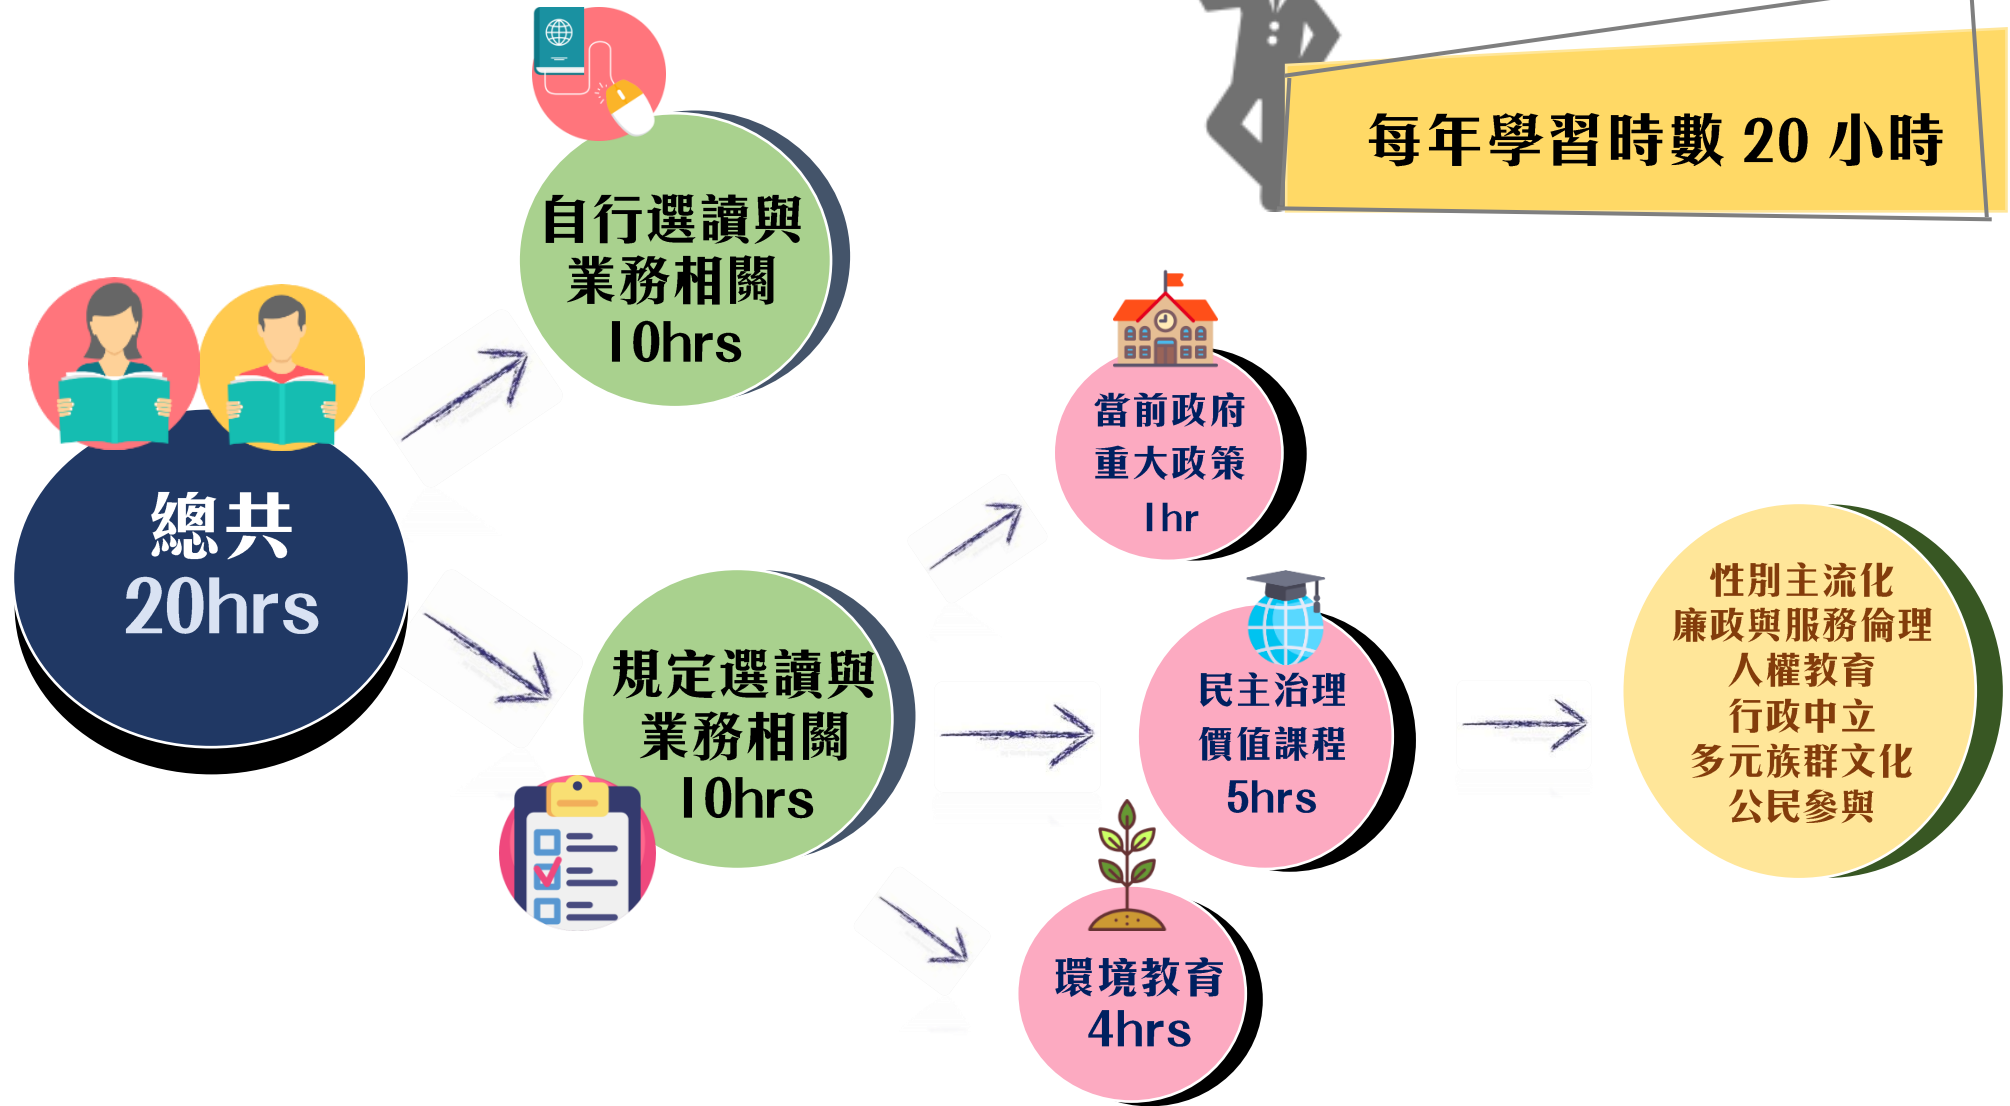 每年學習時數 20 小時
自行選讀與
業務相關
10hrs
總共
20hrs
規定選讀與
業務相關
10hrs
當前政府
重大政策
1hr
民主治理
價值課程
5hrs
環境教育
4hrs
性別主流化
廉政與服務倫理
人權教育
行政中立
多元族群文化
公民參與